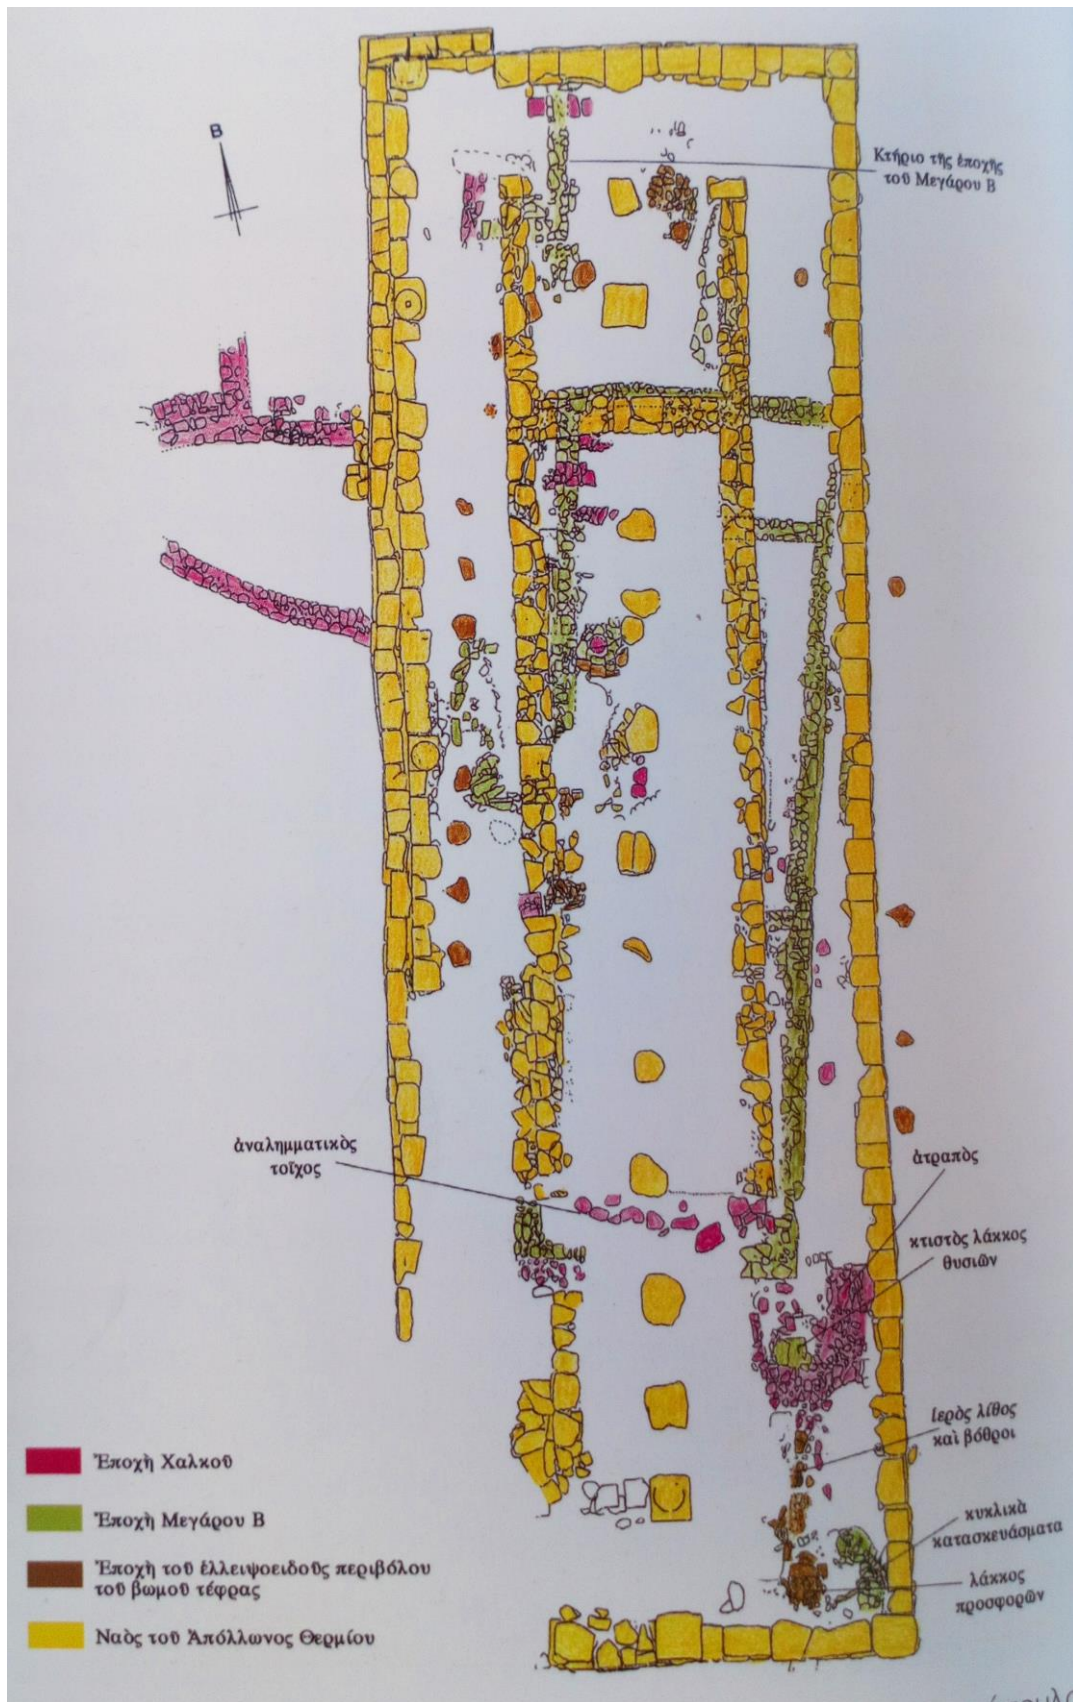 B
Κτήριο τῆς ἐποχῆς
τοῦ Μεγάρου Β
ἀναλημματικὸς
τοῖχος
ἀτραπὸς
κτιστὸς λάκκος
θυσιῶν
ἱερὸς λίθος
καὶ βόθροι
κυκλικὰ
κατασκευάσματα
λάκκος
προσφορῶν
Ἐποχὴ Χαλκοῦ
Ἐποχὴ Μεγάρου Β
Ἐποχὴ τοῦ ἐλλειψοειδοῦς περιβόλου
τοῦ βωμοῦ τέφρας
Ναὸς τοῦ Ἀπόλλωνος Θερμίου